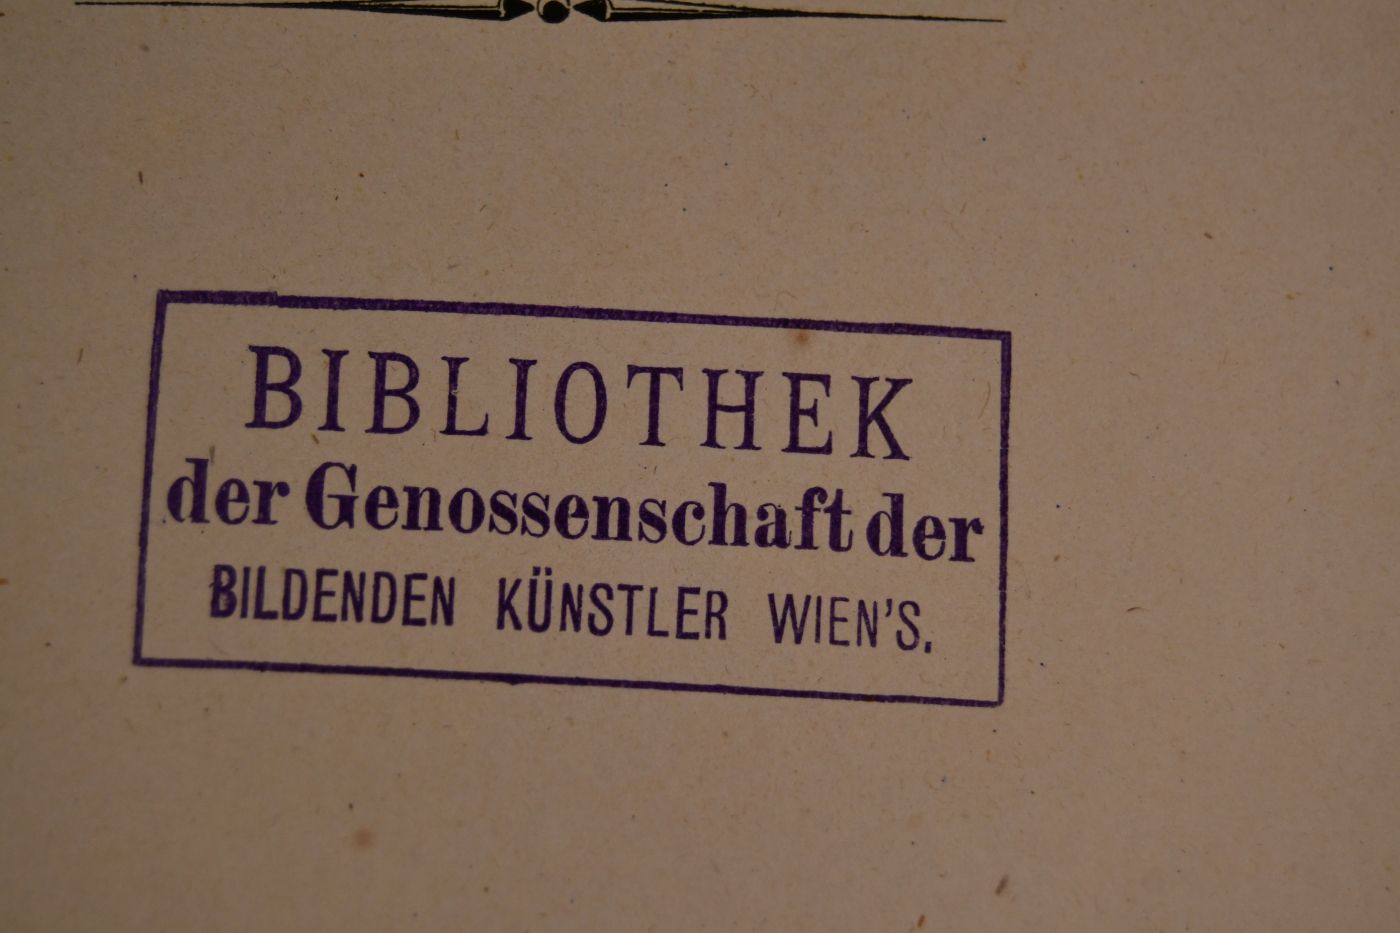 BIBLIOTHEK
der Genossenschaft der
BILDENDEN KÜNSTLER WIEN'S.